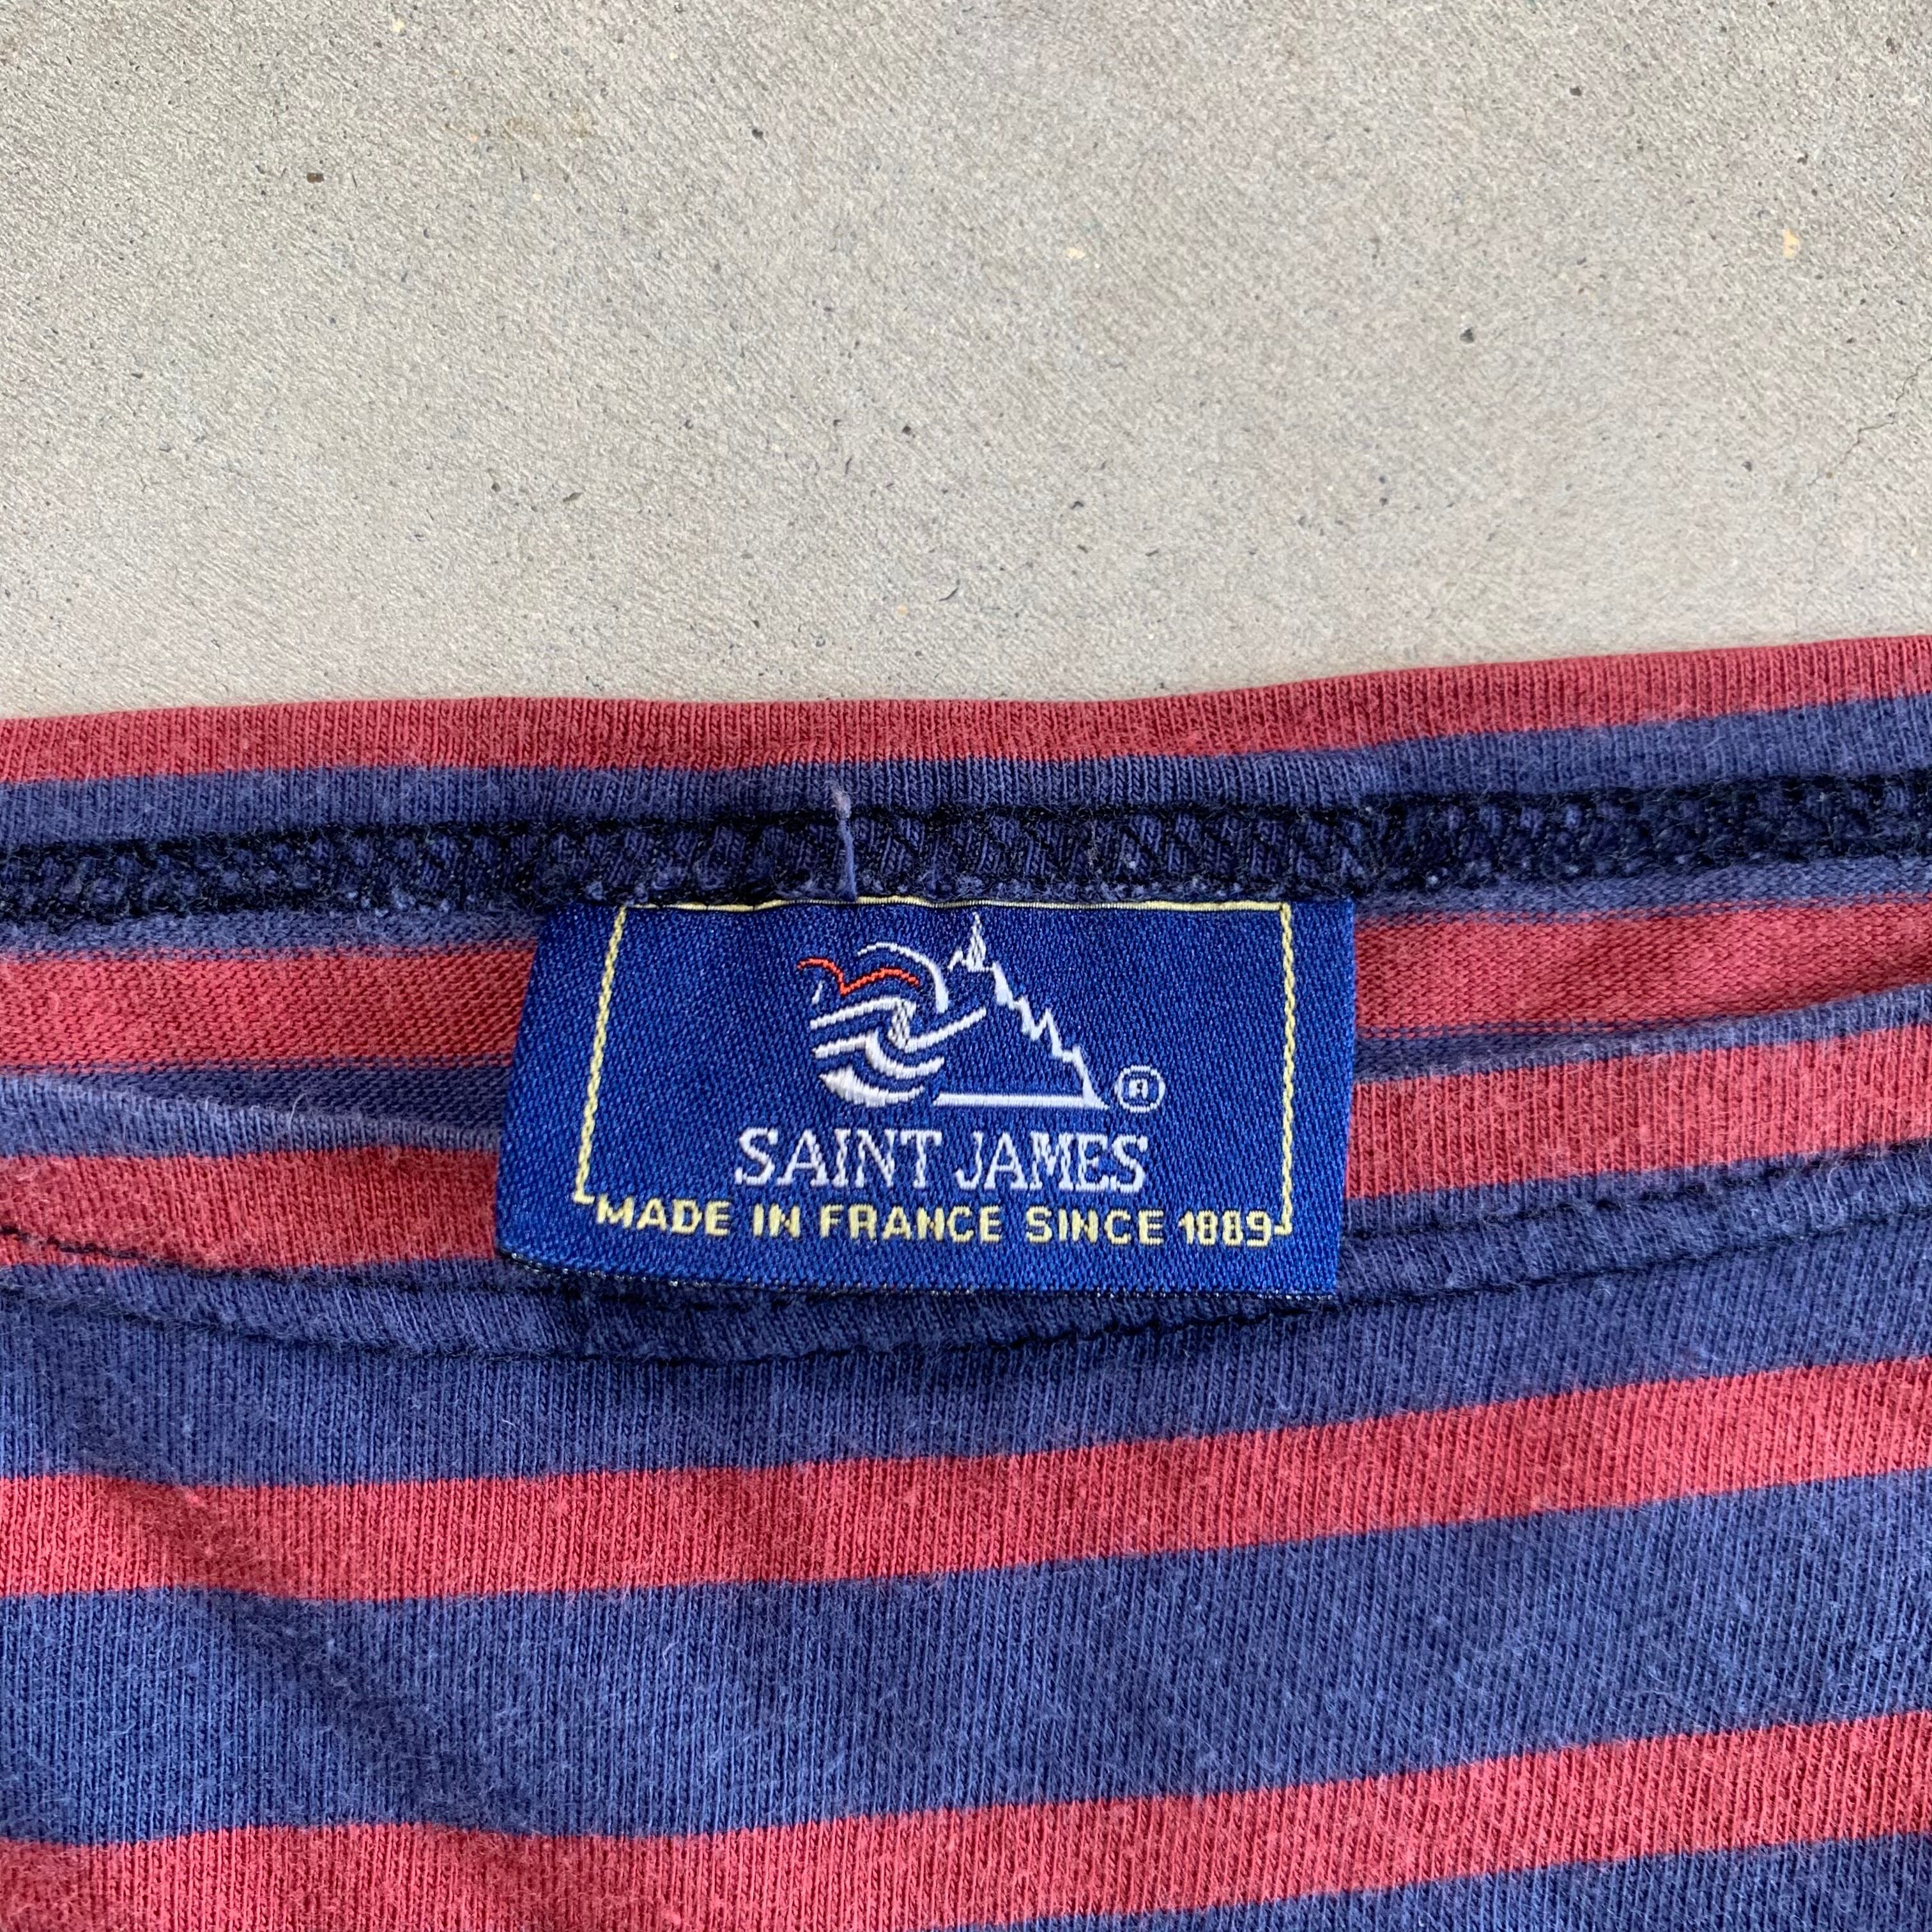 ®
SAINT JAMES
MADE IN FRANCE SINCE 1889